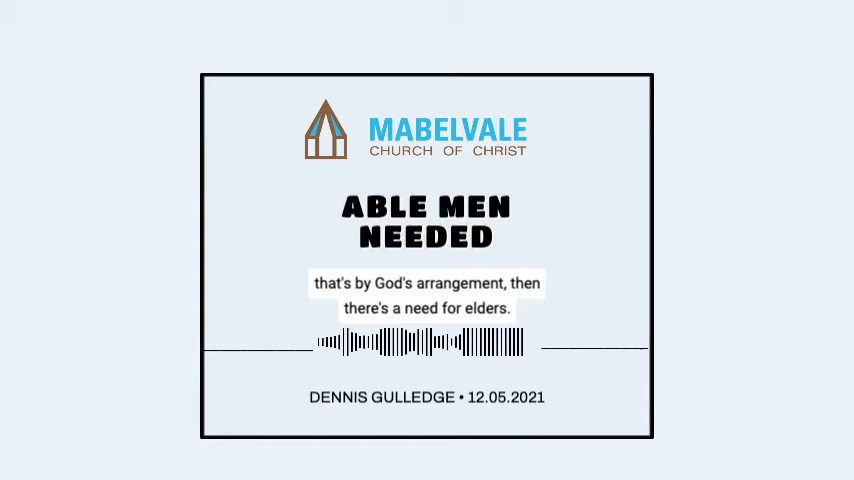 MABELVALE
CHURCH OF CHRIST
ABLE MEN
NEEDED
that's by God's arrangement, then
there's a need for elders.
DENNIS GULLEDGE • 12.05.2021